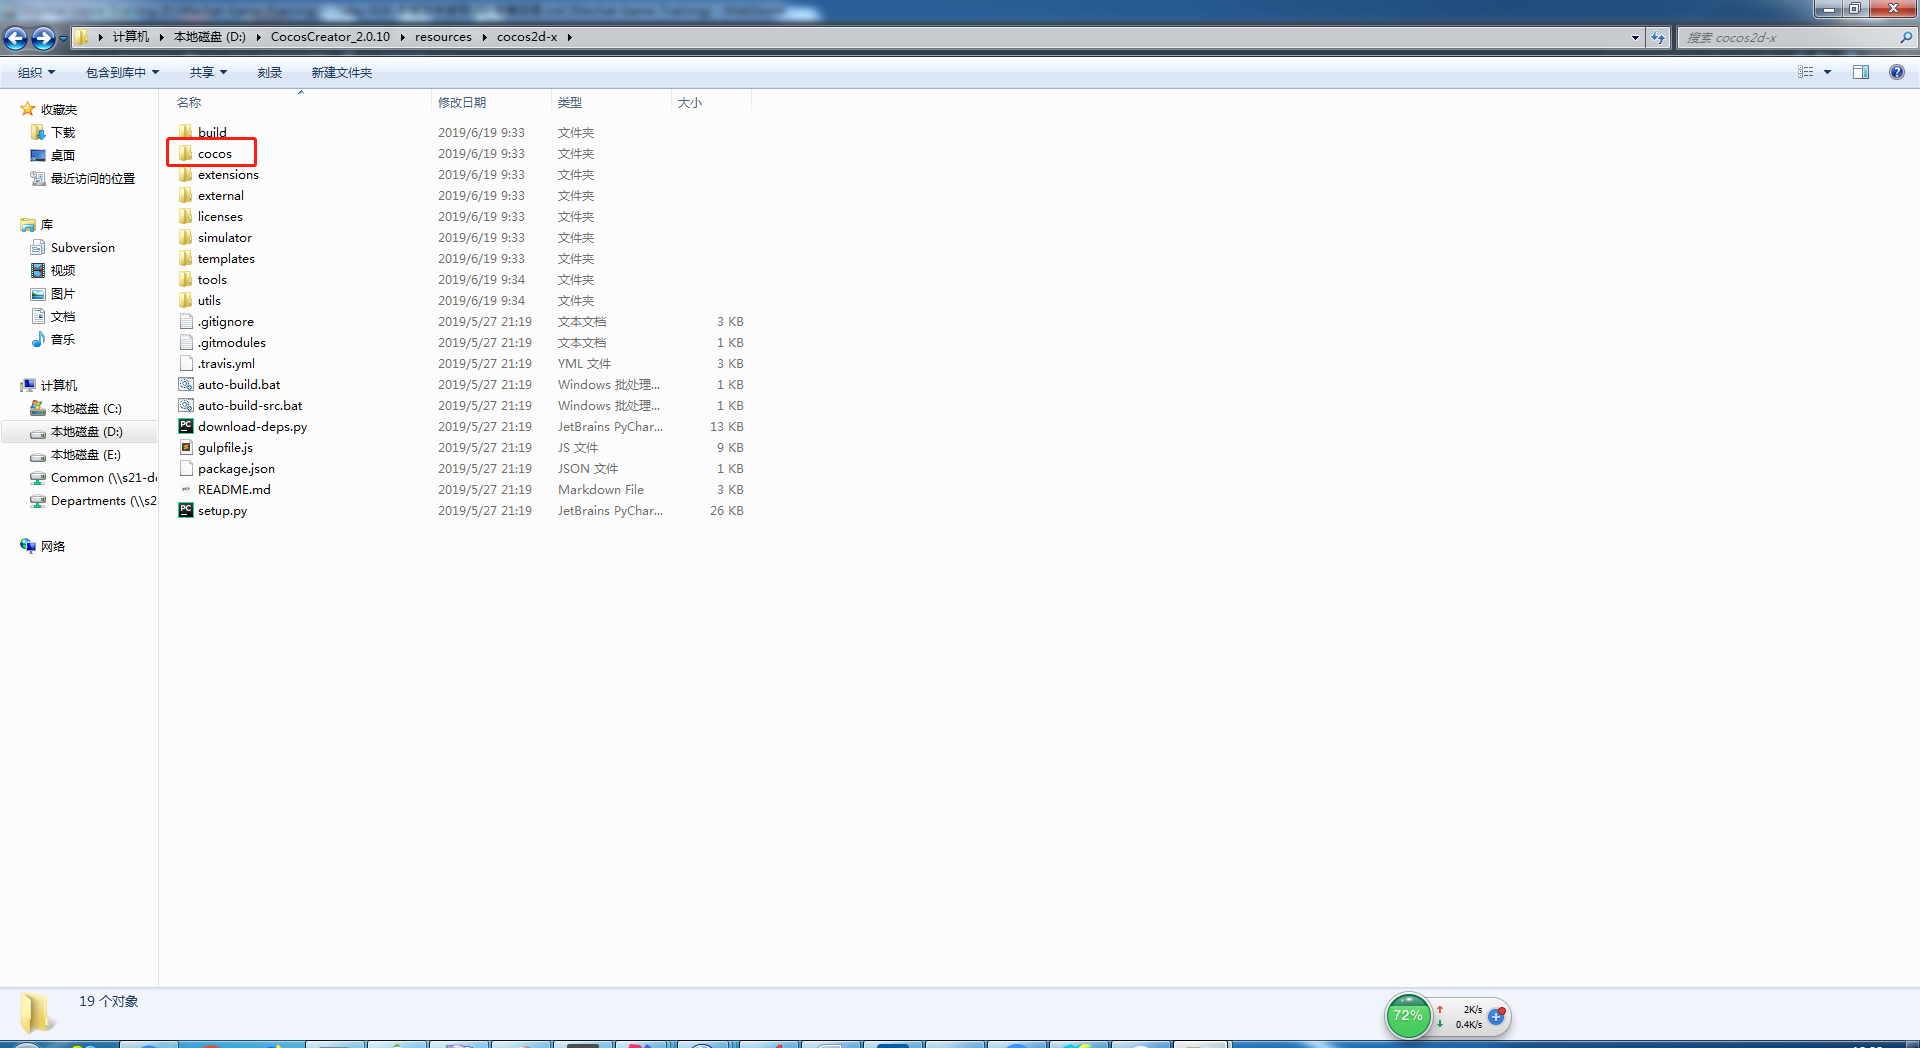 计算机 本地磁盘 (D:) CocosCreator_2.0.10 resources cocos2d-x
搜索 cocos2d-x
组织 包含到库中 共享 刻录 新建文件夹
收藏夹
下载
桌面
最近访问的位置
库
Subversion
视频
图片
文档
音乐
计算机
本地磁盘 (C:)
本地磁盘 (D:)
本地磁盘 (E:)
Common (\\s21-d
Departments (\\s2
网络
名称 修改日期 类型 大小
build 2019/6/19 9:33 文件夹
cocos 2019/6/19 9:33 文件夹
extensions 2019/6/19 9:33 文件夹
external 2019/6/19 9:33 文件夹
licenses 2019/6/19 9:33 文件夹
simulator 2019/6/19 9:33 文件夹
templates 2019/6/19 9:33 文件夹
tools 2019/6/19 9:34 文件夹
utils 2019/6/19 9:34 文件夹
.gitignore 2019/5/27 21:19 文本文档 3 KB
.gitmodules 2019/5/27 21:19 文本文档 1 KB
.travis.yml 2019/5/27 21:19 YML 文件 3 KB
auto-build.bat 2019/5/27 21:19 Windows 批处理... 1 KB
auto-build-src.bat 2019/5/27 21:19 Windows 批处理... 1 KB
download-deps.py 2019/5/27 21:19 JetBrains PyChar... 13 KB
gulpfile.js 2019/5/27 21:19 JS 文件 9 KB
package.json 2019/5/27 21:19 JSON 文件 1 KB
README.md 2019/5/27 21:19 Markdown File 3 KB
setup.py 2019/5/27 21:19 JetBrains PyChar... 26 KB
19 个对象
72%
2K/s
0.4K/s